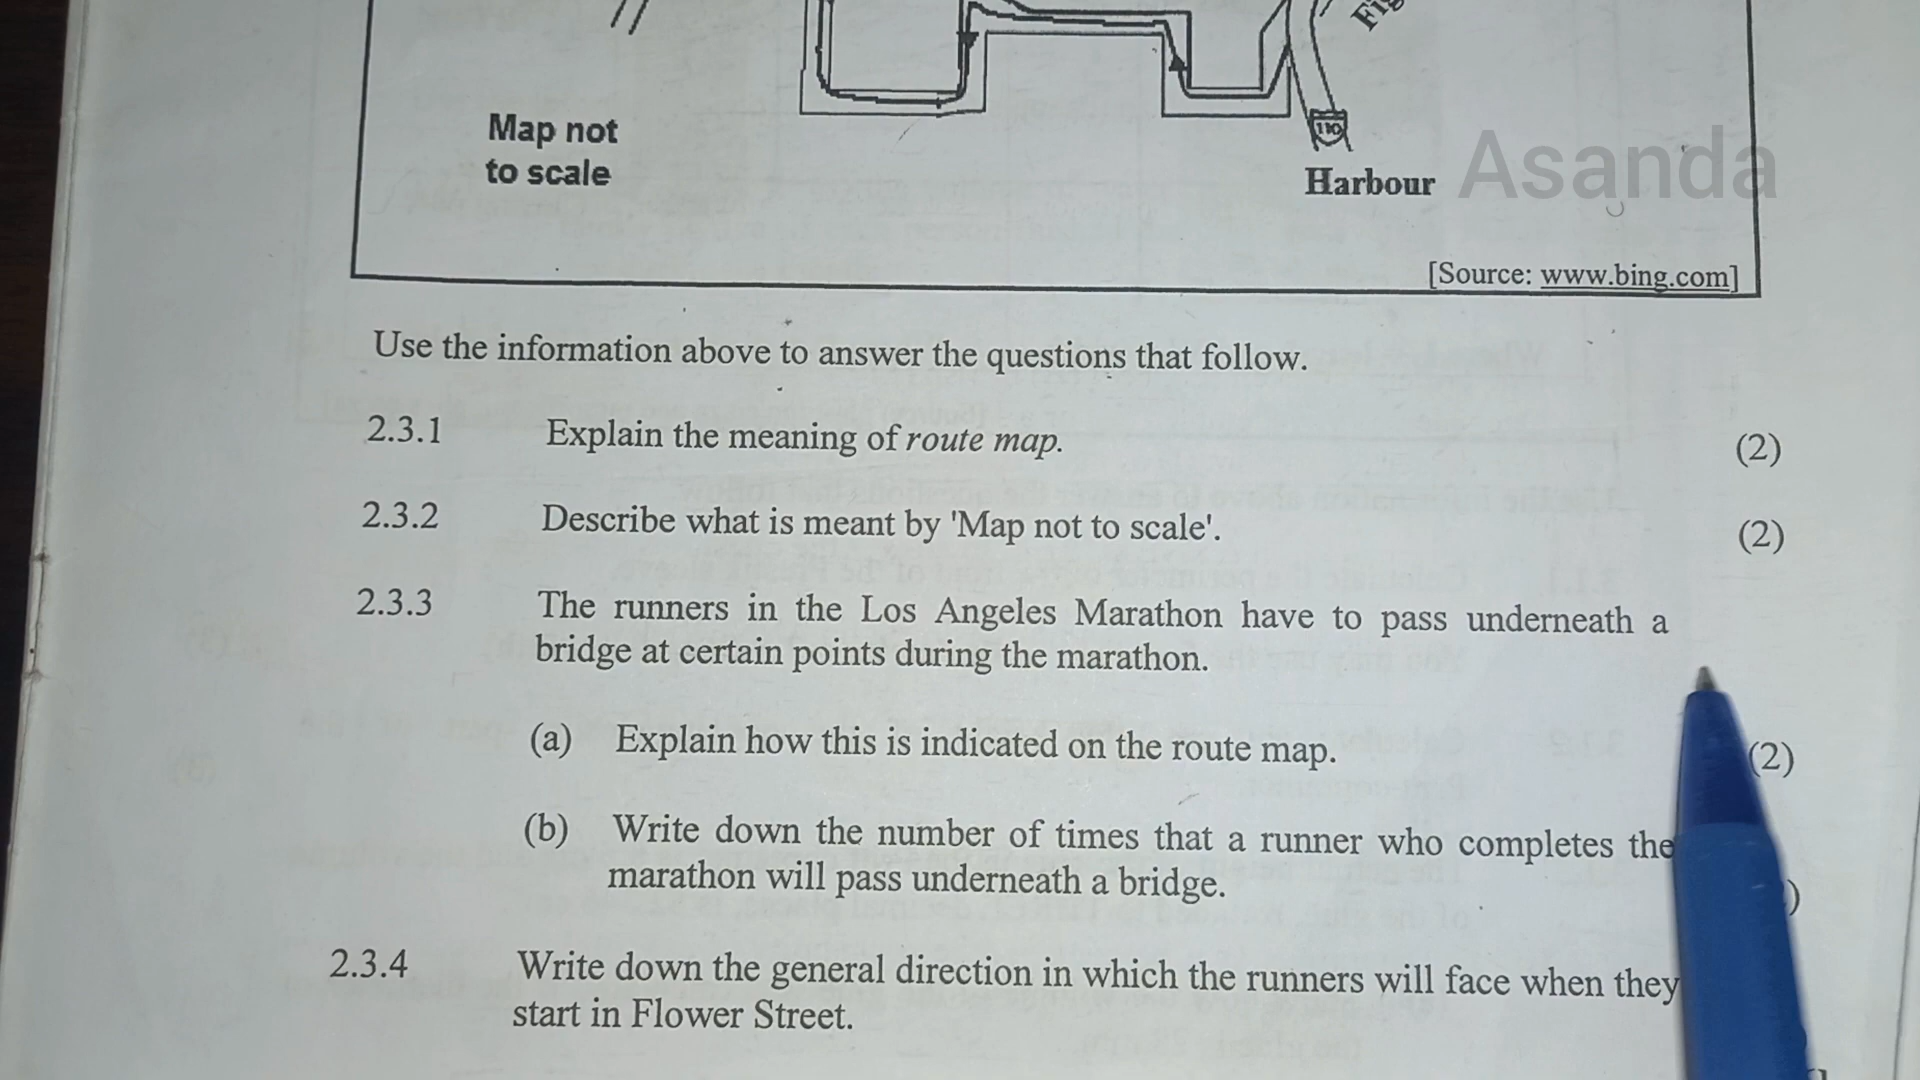 Map not
to scale
110
Harbour
Asanda
[Source: www.bing.com]
Use the information above to answer the questions that follow.
2.3.1 Explain the meaning of route map. (2)
2.3.2 Describe what is meant by 'Map not to scale'. (2)
2.3.3 The runners in the Los Angeles Marathon have to pass underneath a
bridge at certain points during the marathon.
(a) Explain how this is indicated on the route map. (2)
(b) Write down the number of times that a runner who completes the
marathon will pass underneath a bridge. )
2.3.4 Write down the general direction in which the runners will face when they
start in Flower Street.